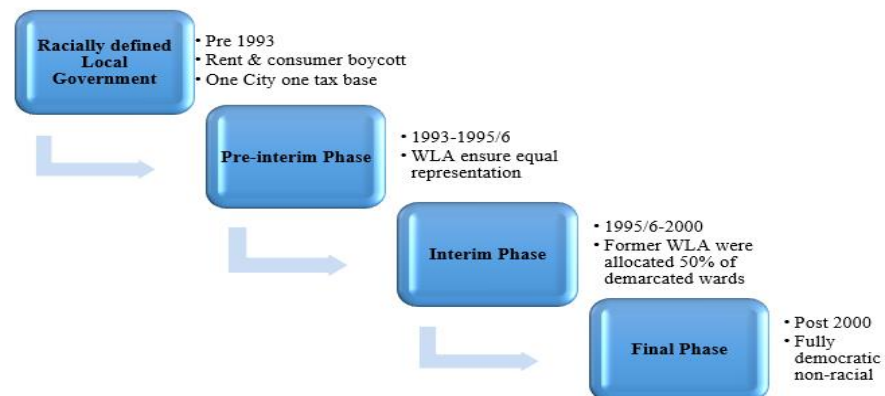 Racially defined
Local
Government
• Pre 1993
• Rent & consumer boycott
• One City one tax base
Pre-interim Phase
• 1993-1995/6
• WLA ensure equal
representation
Interim Phase
• 1995/6-2000
• Former WLA were
allocated 50% of
demarcated wards
Final Phase
• Post 2000
• Fully
democratic
non-racial